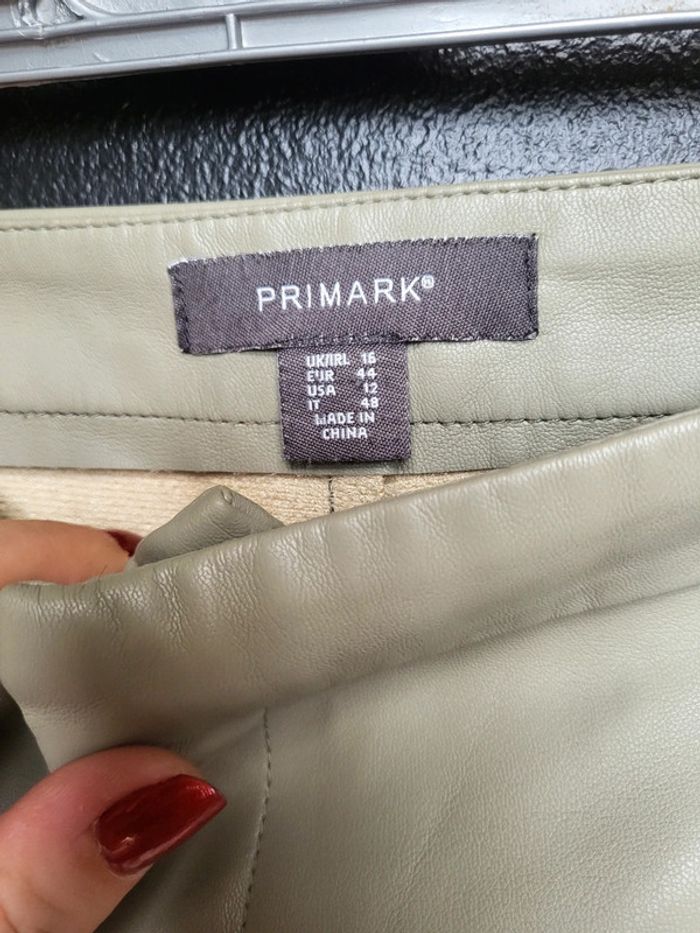 PRIMARK®
UK/IRL 16
EUR 44
USA 12
IT 48
MADE IN
CHINA